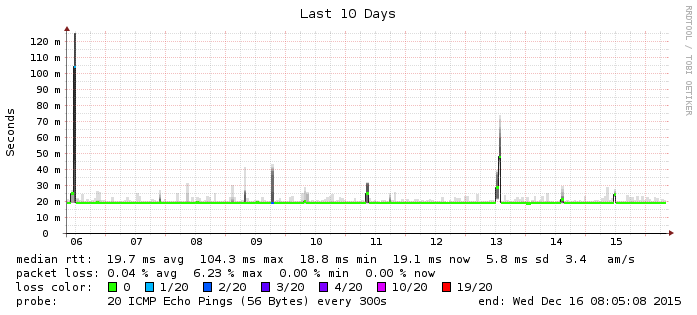 Last 10 Days
RRDTOOL / TOBI OETIKER
Seconds
120 m
110 m
100 m
90 m
80 m
70 m
60 m
50 m
40 m
30 m
20 m
10 m
0
06 07 08 09 10 11 12 13 14 15
median rtt: 19.7 ms avg 104.3 ms max 18.8 ms min 19.1 ms now 5.8 ms sd 3.4 am/s
packet loss: 0.04 % avg 6.23 % max 0.00 % min 0.00 % now
loss color: 0 1/20 2/20 3/20 4/20 10/20 19/20
probe: 20 ICMP Echo Pings (56 Bytes) every 300s end: Wed Dec 16 08:05:08 2015